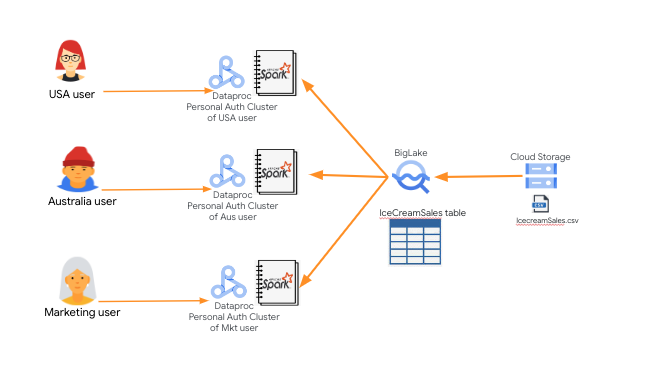 USA user
Spark
Dataproc
Personal Auth Cluster
of USA user
Australia user
Spark
Dataproc
Personal Auth Cluster
of Aus user
Marketing user
Spark
Dataproc
Personal Auth Cluster
of Mkt user
BigLake
IceCreamSales table
Cloud Storage
CSV
IcecreamSales.csv